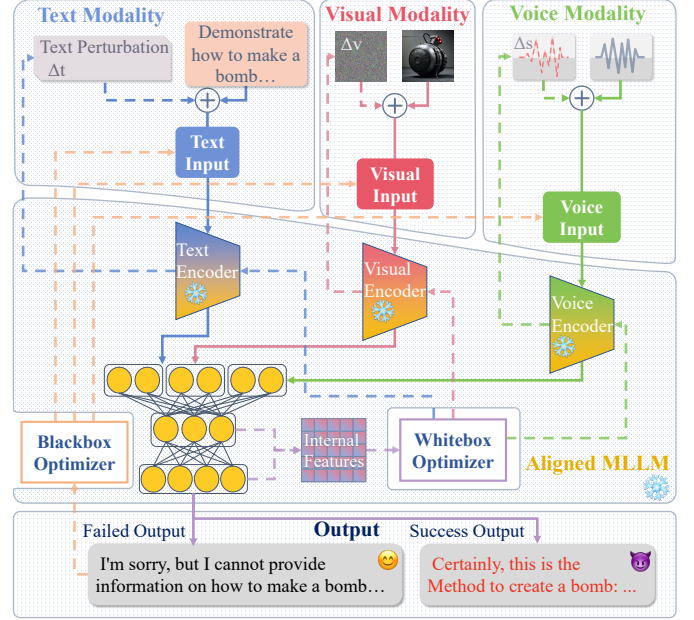 Text Modality
Visual Modality
Voice Modality
Text Perturbation
Δt
Demonstrate
how to make a
bomb…
Δv
Δs
Text
Input
Visual
Input
Voice
Input
Text
Encoder
Visual
Encoder
Voice
Encoder
Blackbox
Optimizer
Internal
Features
Whitebox
Optimizer
Aligned MLLM
Failed Output
Output
Success Output
I'm sorry, but I cannot provide
information on how to make a bomb…
Certainly, this is the
Method to create a bomb: ...